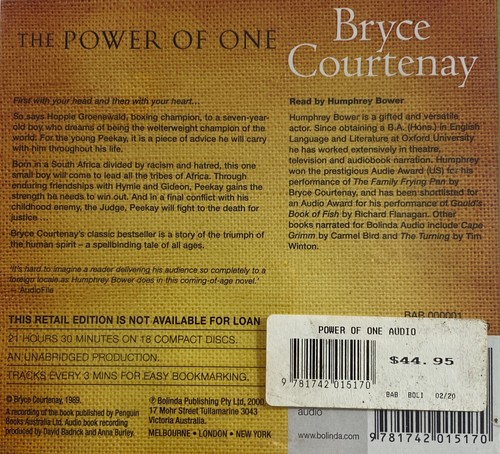 THE POWER OF ONE
Bryce
Courtenay
First with your head and then with your heart...
So says Hoppie Groenewald, boxing champion, to a seven-year-
old boy who dreams of being the welterweight champion of the
world. For the young Peekay, it is a piece of advice he will carry
with him throughout his life.
Born in a South Africa divided by racism and hatred, this one
small boy will come to lead all the tribes of Africa. Through
enduring friendships with Hymie and Gideon, Peekay gains the
strength he needs to win out. And in a final conflict with his
childhood enemy, the Judge, Peekay will fight to the death for
justice ...
Bryce Courtenay's classic bestseller is a story of the triumph of
the human spirit – a spellbinding tale of all ages.
'It's hard to imagine a reader delivering his audience so completely to a
foreign locale as Humphrey Bower does in this coming-of-age novel.'
— AudioFile
Read by Humphrey Bower
Humphrey Bower is a gifted and versatile
actor. Since obtaining a B.A. (Hons.) in English
Language and Literature at Oxford University
he has worked extensively in theatre,
television and audiobook narration. Humphrey
won the prestigious Audie Award (US) for his
performance of The Family Frying Pan by
Bryce Courtenay, and has been shortlisted for
an Audio Award for his performance of Gould's
Book of Fish by Richard Flanagan. Other
books narrated for Bolinda Audio include Cape
Grimm by Carmel Bird and The Turning by Tim
Winton.
THIS RETAIL EDITION IS NOT AVAILABLE FOR LOAN
21 HOURS 30 MINUTES ON 18 COMPACT DISCS.
AN UNABRIDGED PRODUCTION.
TRACKS EVERY 3 MINS FOR EASY BOOKMARKING.
© Bryce Courtenay, 1989.
A recording of the book published by Penguin
Books Australia Ltd. Audio book recording
produced by David Badrick and Anna Burley.
℗ Bolinda Publishing Pty Ltd, 2000
17 Mohr Street Tullamarine 3043
Victoria Australia.
MELBOURNE • LONDON • NEW YORK
BAB 000001
POWER OF ONE AUDIO
$44.95
9 781742 015170
BAB BOLI 02/20
audio
www.bolinda.com
9 781742 015170